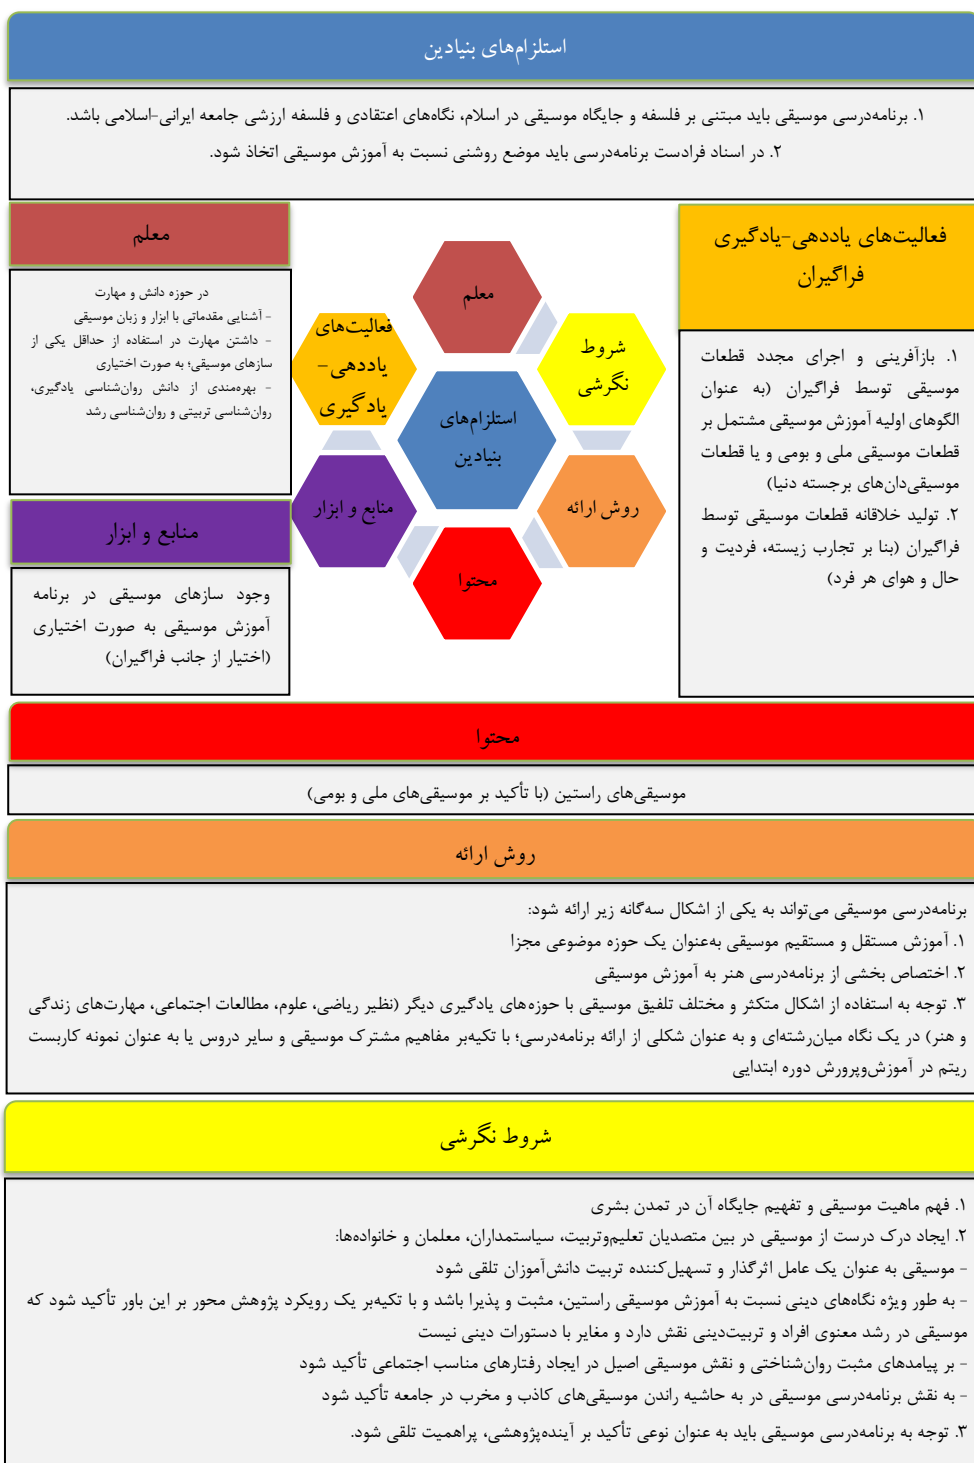 استلزام‌های بنیادین
۱. برنامه‌درسی موسیقی باید مبتنی بر فلسفه و جایگاه موسیقی در اسلام، نگاه‌های اعتقادی و فلسفه ارزشی جامعه ایرانی-اسلامی باشد.
۲. در اسناد فرادست برنامه‌درسی باید موضع روشنی نسبت به آموزش موسیقی اتخاذ شود.
فعالیت‌های یاددهی-یادگیری
فراگیران
۱. بازآفرینی و اجرای مجدد قطعات
موسیقی توسط فراگیران (به عنوان
الگوهای اولیه آموزش موسیقی مشتمل بر
قطعات موسیقی ملی و بومی و یا قطعات
موسیقی‌دان‌های برجسته دنیا)
۲. تولید خلاقانه قطعات موسیقی توسط
فراگیران (بنا بر تجارب زیسته، فردیت و
حال و هوای هر فرد)
معلم
شروط
نگرشی
روش ارائه
محتوا
منابع و ابزار
فعالیت‌های
یاددهی-
یادگیری
استلزام‌های
بنیادین
معلم
در حوزه دانش و مهارت
- آشنایی مقدماتی با ابزار و زبان موسیقی
- داشتن مهارت در استفاده از حداقل یکی از
سازهای موسیقی؛ به صورت اختیاری
- بهره‌مندی از دانش روان‌شناسی یادگیری،
روان‌شناسی تربیتی و روان‌شناسی رشد
منابع و ابزار
وجود سازهای موسیقی در برنامه
آموزش موسیقی به صورت اختیاری
(اختیار از جانب فراگیران)
محتوا
موسیقی‌های راستین (با تأکید بر موسیقی‌های ملی و بومی)
روش ارائه
برنامه‌درسی موسیقی می‌تواند به یکی از اشکال سه‌گانه زیر ارائه شود:
۱. آموزش مستقل و مستقیم موسیقی به‌عنوان یک حوزه موضوعی مجزا
۲. اختصاص بخشی از برنامه‌درسی هنر به آموزش موسیقی
۳. توجه به استفاده از اشکال متکثر و مختلف تلفیق موسیقی با حوزه‌های یادگیری دیگر (نظیر ریاضی، علوم، مطالعات اجتماعی، مهارت‌های زندگی
و هنر) در یک نگاه میان‌رشته‌ای و به عنوان شکلی از ارائه برنامه‌درسی؛ با تکیه‌بر مفاهیم مشترک موسیقی و سایر دروس یا به عنوان نمونه کاربست
ریتم در آموزش‌وپرورش دوره ابتدایی
شروط نگرشی
۱. فهم ماهیت موسیقی و تفهیم جایگاه آن در تمدن بشری
۲. ایجاد درک درست از موسیقی در بین متصدیان تعلیم‌وتربیت، سیاستمداران، معلمان و خانواده‌ها:
- موسیقی به عنوان یک عامل اثرگذار و تسهیل‌کننده تربیت دانش‌آموزان تلقی شود
- به طور ویژه نگاه‌های دینی نسبت به آموزش موسیقی راستین، مثبت و پذیرا باشد و با تکیه‌بر یک رویکرد پژوهش محور بر این باور تأکید شود که
موسیقی در رشد معنوی افراد و تربیت‌دینی نقش دارد و مغایر با دستورات دینی نیست
- بر پیامدهای مثبت روان‌شناختی و نقش موسیقی اصیل در ایجاد رفتارهای مناسب اجتماعی تأکید شود
- به نقش برنامه‌درسی موسیقی در به حاشیه راندن موسیقی‌های کاذب و مخرب در جامعه تأکید شود
۳. توجه به برنامه‌درسی موسیقی باید به عنوان نوعی تأکید بر آینده‌پژوهشی، پراهمیت تلقی شود.